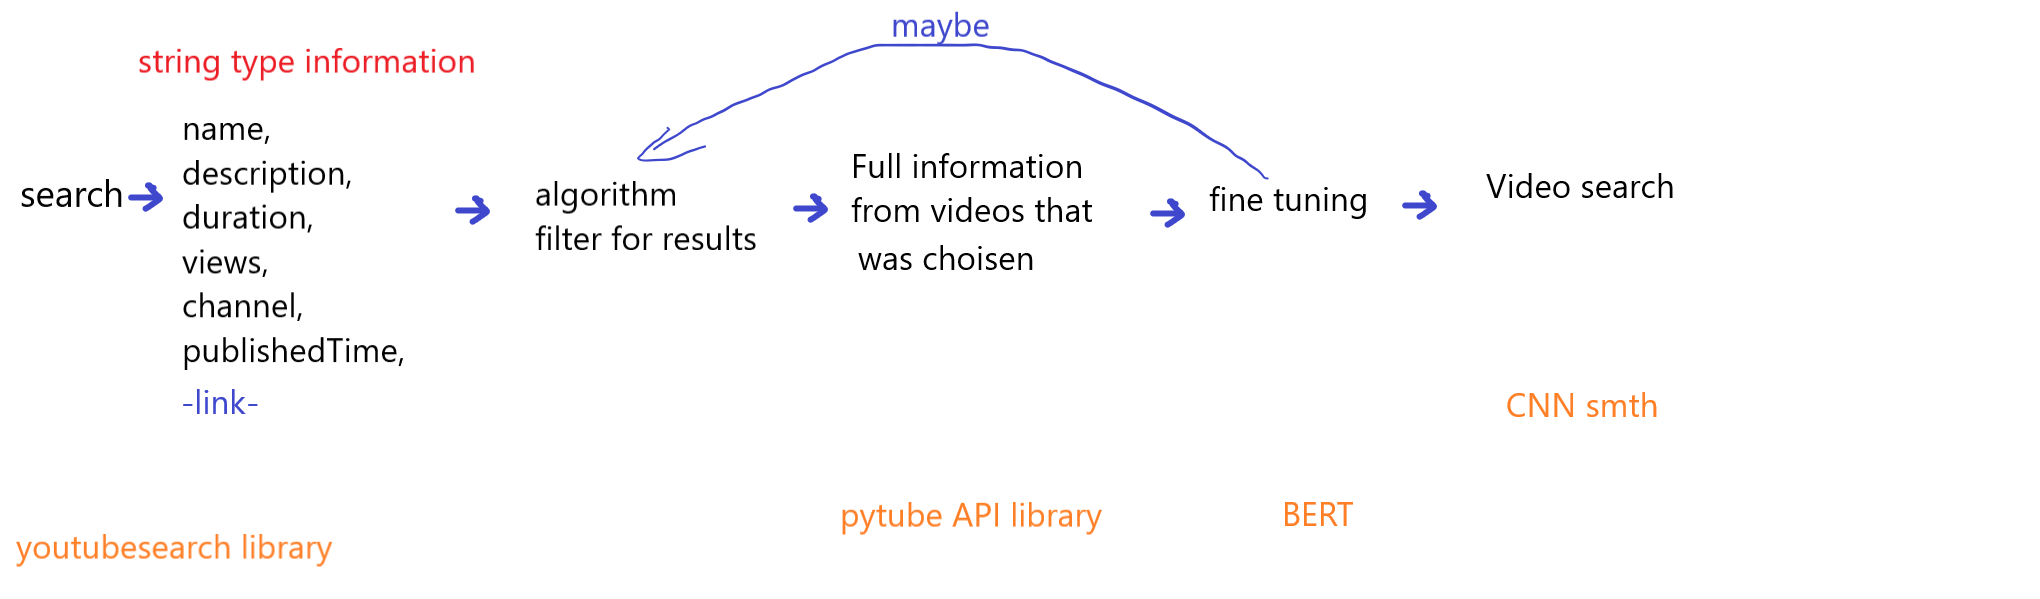 maybe
string type information
search
name,
description,
duration,
views,
channel,
publishedTime,
-link-
algorithm
filter for results
Full information
from videos that
was choisen
fine tuning
Video search
CNN smth
pytube API library
BERT
youtubesearch library